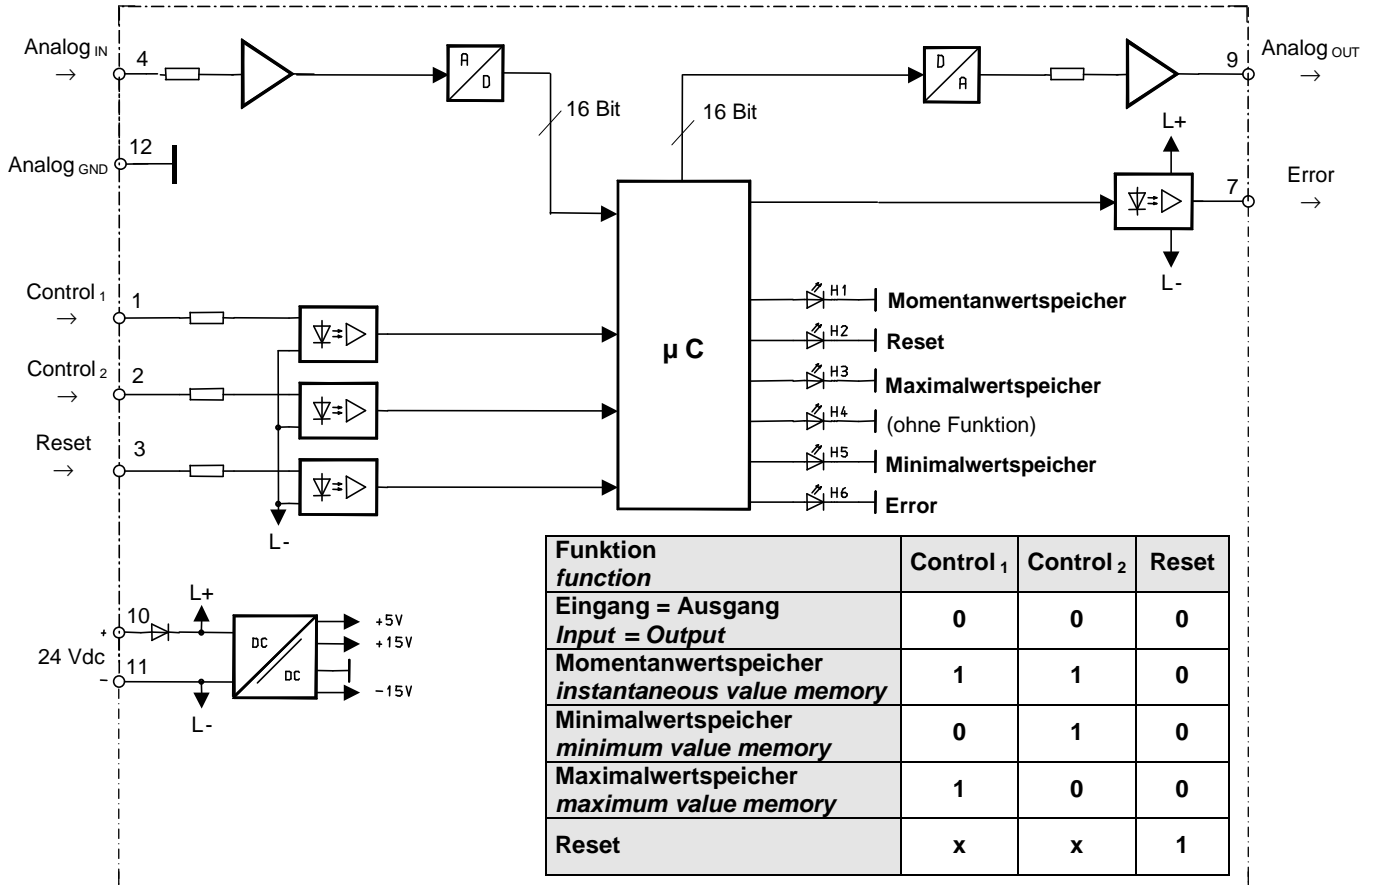 Analog IN
→
4
A
D
16 Bit
16 Bit
D
A
9
Analog OUT
→
Analog GND
12
L+
7
Error
→
L-
Control 1
→
1
Control 2
→
2
Reset
→
3
L-
µ C
H1 Momentanwertspeicher
H2 Reset
H3 Maximalwertspeicher
H4 (ohne Funktion)
H5 Minimalwertspeicher
H6 Error
L+
10
+
24 Vdc
11
–
L-
DC
DC
+5V
+15V
-15V
Funktion
function
Control 1 Control 2 Reset
Eingang = Ausgang
Input = Output
0 0 0
Momentanwertspeicher
instantaneous value memory
1 1 0
Minimalwertspeicher
minimum value memory
0 1 0
Maximalwertspeicher
maximum value memory
1 0 0
Reset x x 1